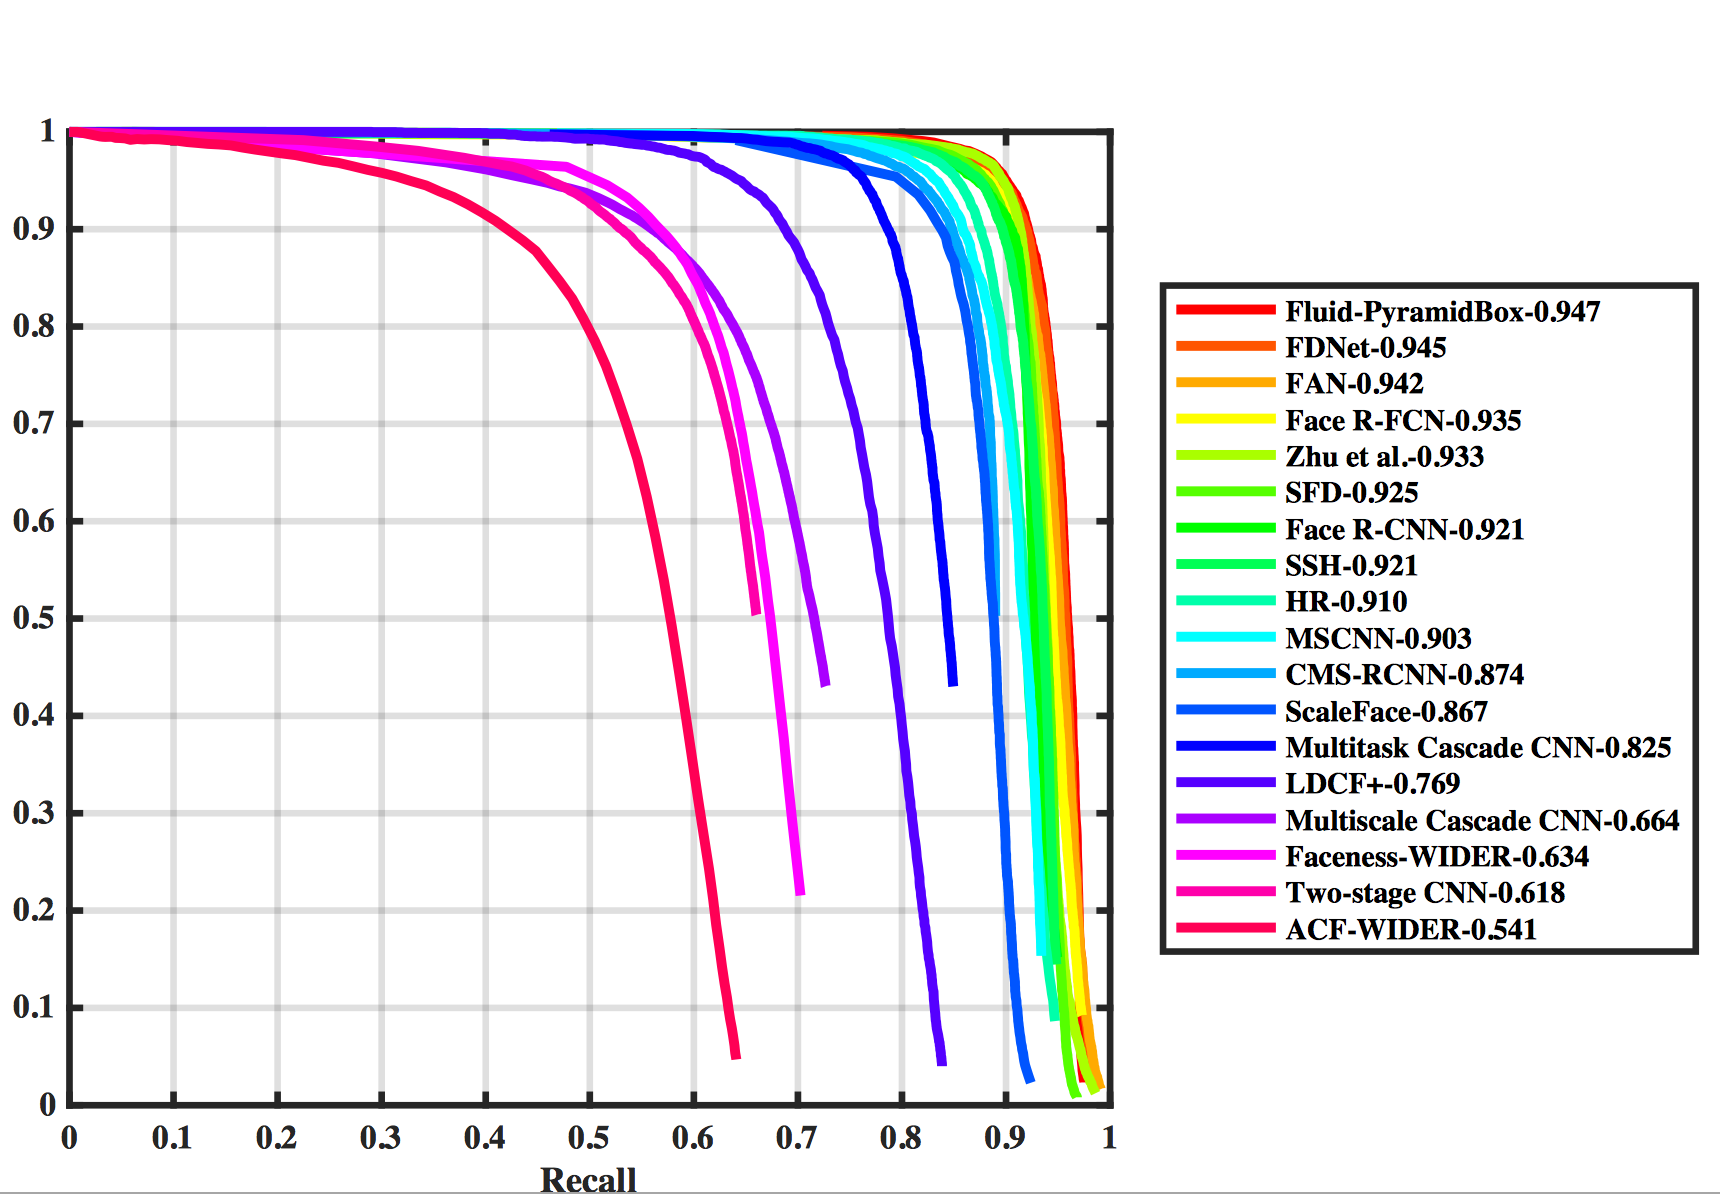 1
0.9
0.8
0.7
0.6
0.5
0.4
0.3
0.2
0.1
0
0 0.1 0.2 0.3 0.4 0.5 0.6 0.7 0.8 0.9 1
Recall
Fluid-PyramidBox-0.947
FDNet-0.945
FAN-0.942
Face R-FCN-0.935
Zhu et al.-0.933
SFD-0.925
Face R-CNN-0.921
SSH-0.921
HR-0.910
MSCNN-0.903
CMS-RCNN-0.874
ScaleFace-0.867
Multitask Cascade CNN-0.825
LDCF+-0.769
Multiscale Cascade CNN-0.664
Faceness-WIDER-0.634
Two-stage CNN-0.618
ACF-WIDER-0.541